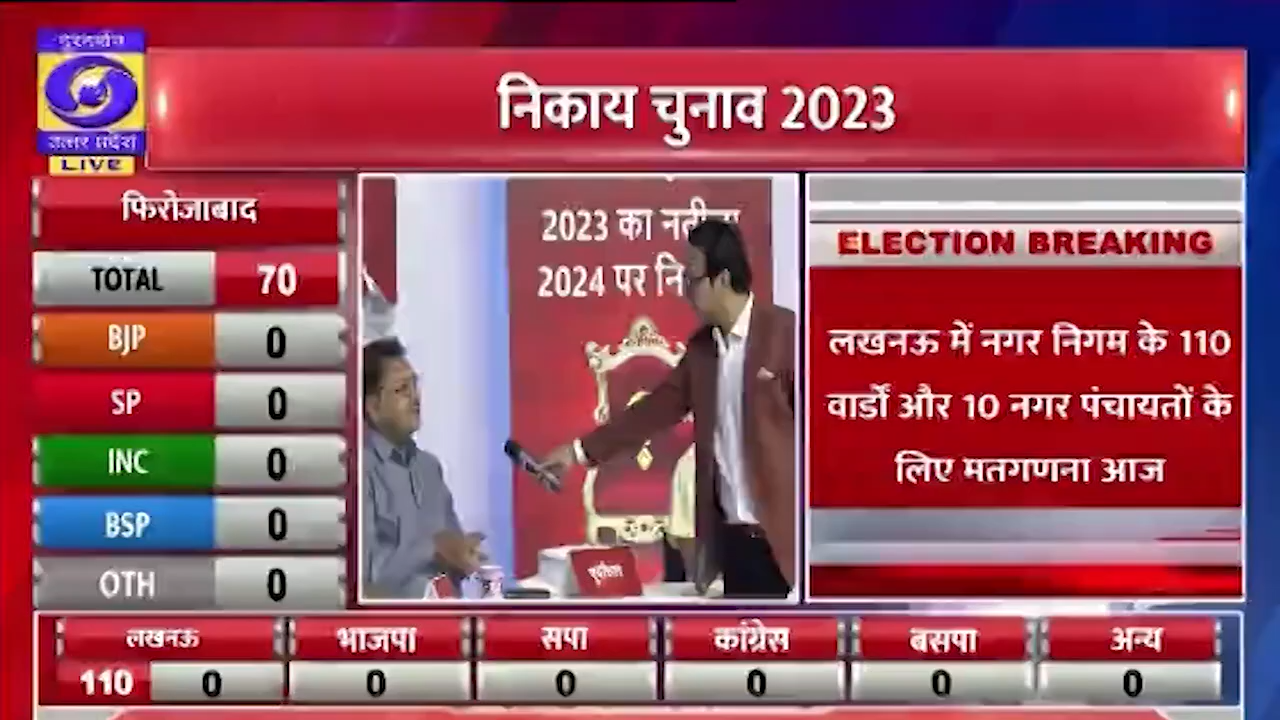 दूरदर्शन
उत्तर प्रदेश
LIVE
निकाय चुनाव 2023
फिरोजाबाद
TOTAL 70
BJP 0
SP 0
INC 0
BSP 0
OTH 0
2023 का
2024 पर
ELECTION BREAKING
लखनऊ में नगर निगम के 110
वार्डों और 10 नगर पंचायतों के
लिए मतगणना आज
लखनऊ भाजपा सपा कांग्रेस बसपा अन्य
110 0 0 0 0 0 0